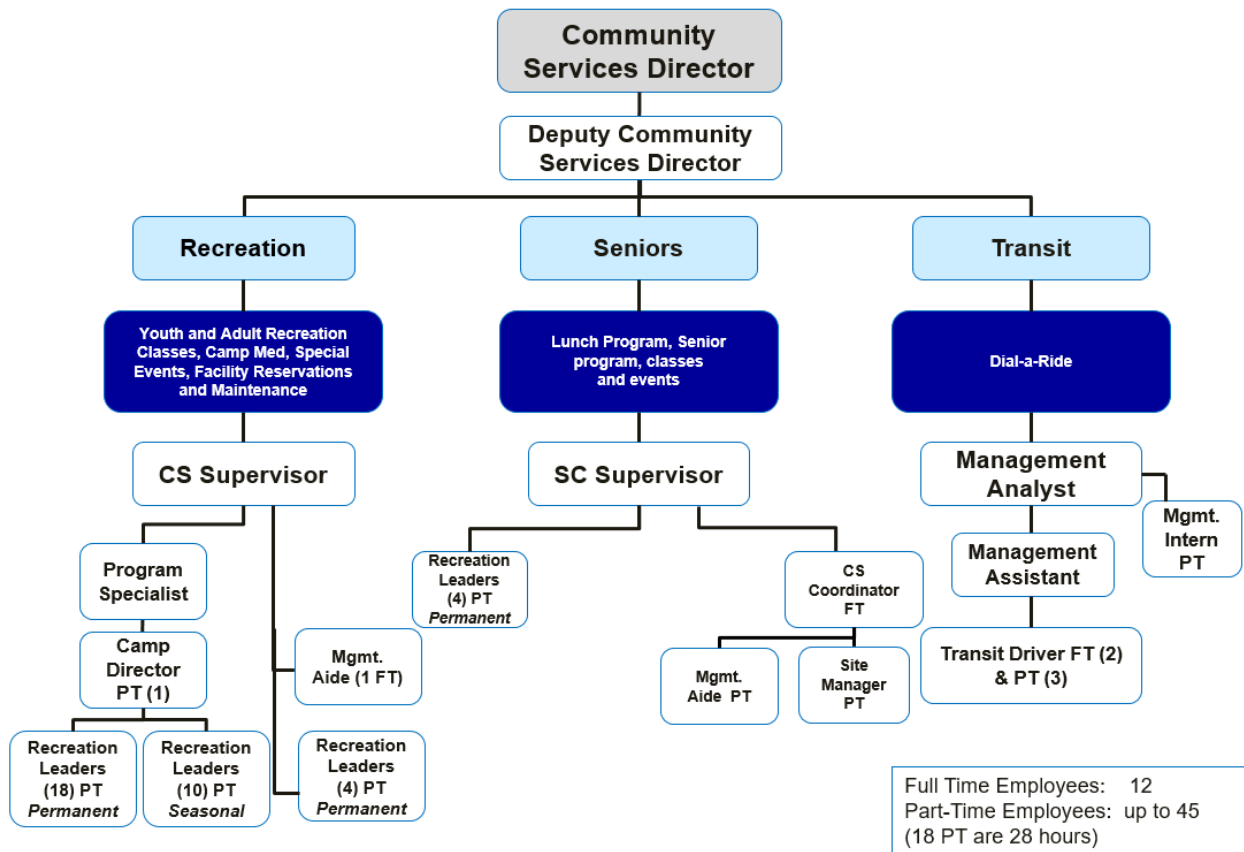 Community
Services Director
Deputy Community
Services Director
Recreation
Seniors
Transit
Youth and Adult Recreation
Classes, Camp Med, Special
Events, Facility Reservations
and Maintenance
Lunch Program, Senior
program, classes
and events
Dial-a-Ride
CS Supervisor
SC Supervisor
Management
Analyst
Mgmt.
Intern
PT
Program
Specialist
Recreation
Leaders
(4) PT
Permanent
CS
Coordinator
FT
Management
Assistant
Camp
Director
PT (1)
Mgmt.
Aide (1 FT)
Mgmt.
Aide PT
Site
Manager
PT
Transit Driver FT (2)
& PT (3)
Recreation
Leaders
(18) PT
Permanent
Recreation
Leaders
(10) PT
Seasonal
Recreation
Leaders
(4) PT
Permanent
Full Time Employees: 12
Part-Time Employees: up to 45
(18 PT are 28 hours)